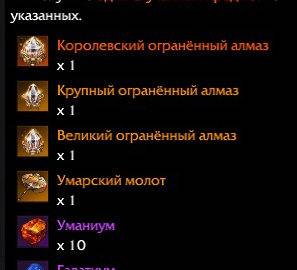 указанных.
Королевский огранённый алмаз
x 1
Крупный огранённый алмаз
x 1
Великий огранённый алмаз
x 1
Умарский молот
x 1
Уманиум
x 10